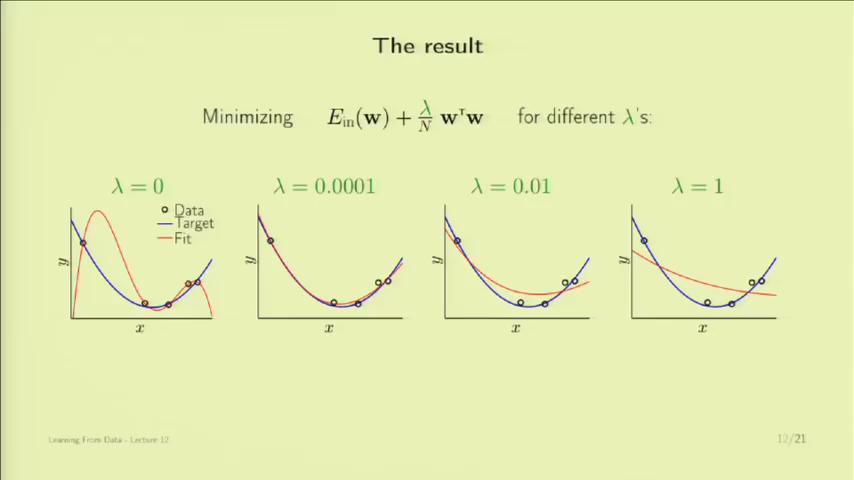 The result
Minimizing E_in(w) + λ/N wᵀw for different λ's:
λ = 0
λ = 0.0001
λ = 0.01
λ = 1
Data
Target
Fit
y
x
y
x
y
x
y
x
Learning From Data - Lecture 12
12/21